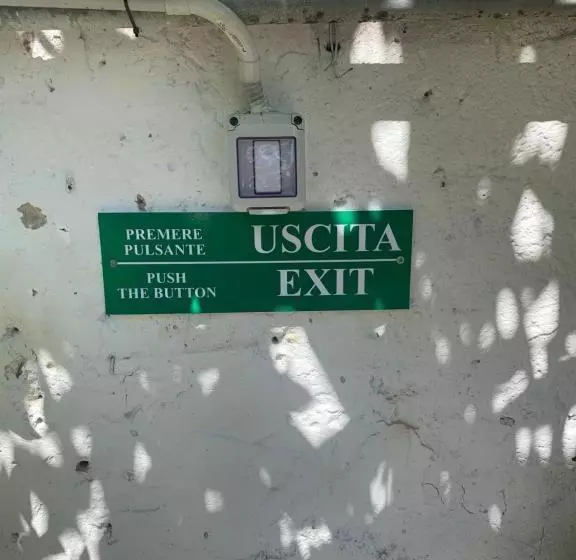 PREMERE
PULSANTE
USCITA
PUSH
THE BUTTON
EXIT